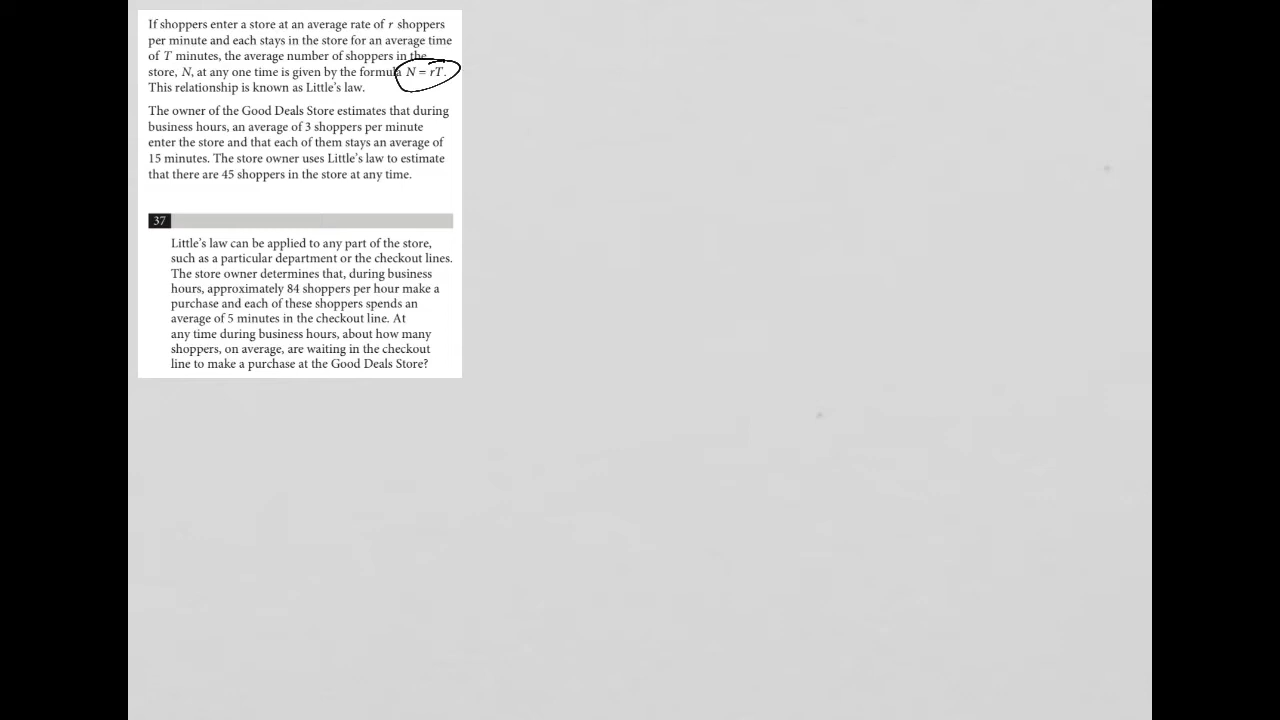 If shoppers enter a store at an average rate of r shoppers
per minute and each stays in the store for an average time
of T minutes, the average number of shoppers in the
store, N, at any one time is given by the formula N = rT.
This relationship is known as Little's law.
The owner of the Good Deals Store estimates that during
business hours, an average of 3 shoppers per minute
enter the store and that each of them stays an average of
15 minutes. The store owner uses Little's law to estimate
that there are 45 shoppers in the store at any time.
37
Little's law can be applied to any part of the store,
such as a particular department or the checkout lines.
The store owner determines that, during business
hours, approximately 84 shoppers per hour make a
purchase and each of these shoppers spends an
average of 5 minutes in the checkout line. At
any time during business hours, about how many
shoppers, on average, are waiting in the checkout
line to make a purchase at the Good Deals Store?